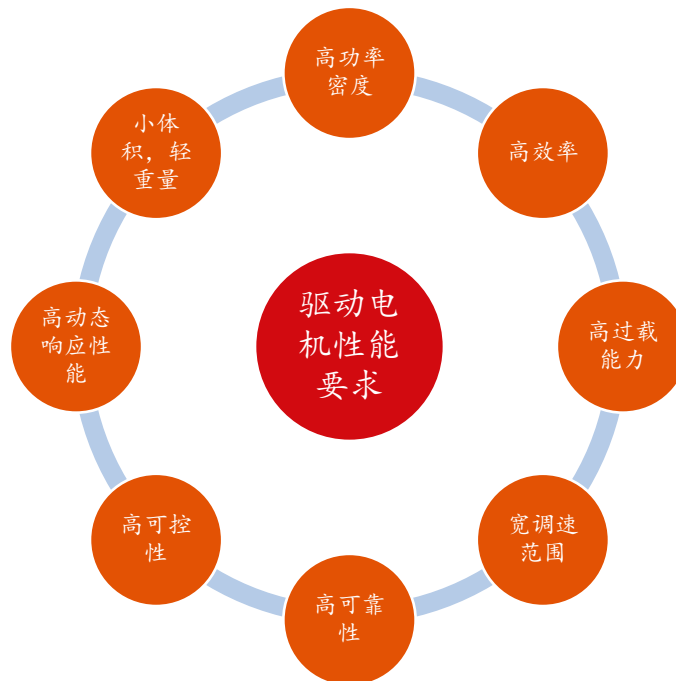 高功率
密度
高效率
高过载
能力
宽调速
范围
高可靠
性
高可控
性
高动态
响应性
能
小体
积，轻
重量
驱动电
机性能
要求